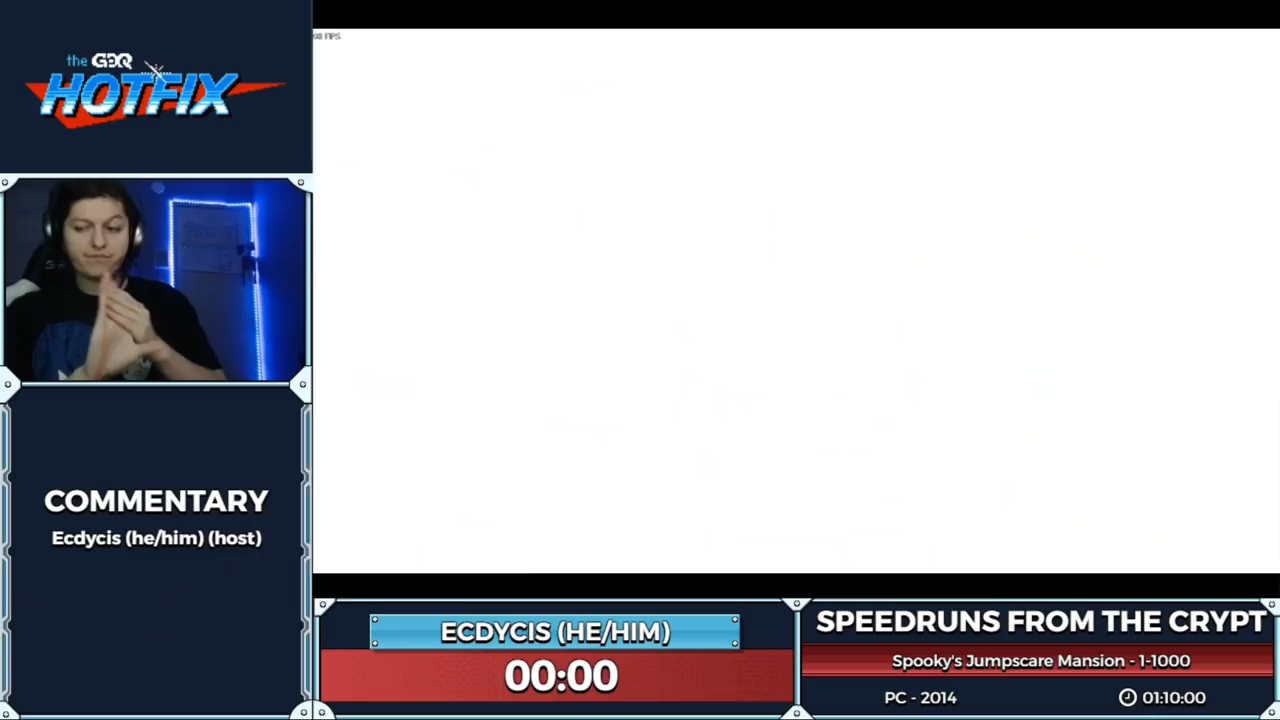 the GDQ
HOTFIX
FPS
COMMENTARY
Ecdycis (he/him) (host)
ECDYCIS (HE/HIM)
00:00
SPEEDRUNS FROM THE CRYPT
Spooky's Jumpscare Mansion - 1-1000
PC - 2014
01:10:00